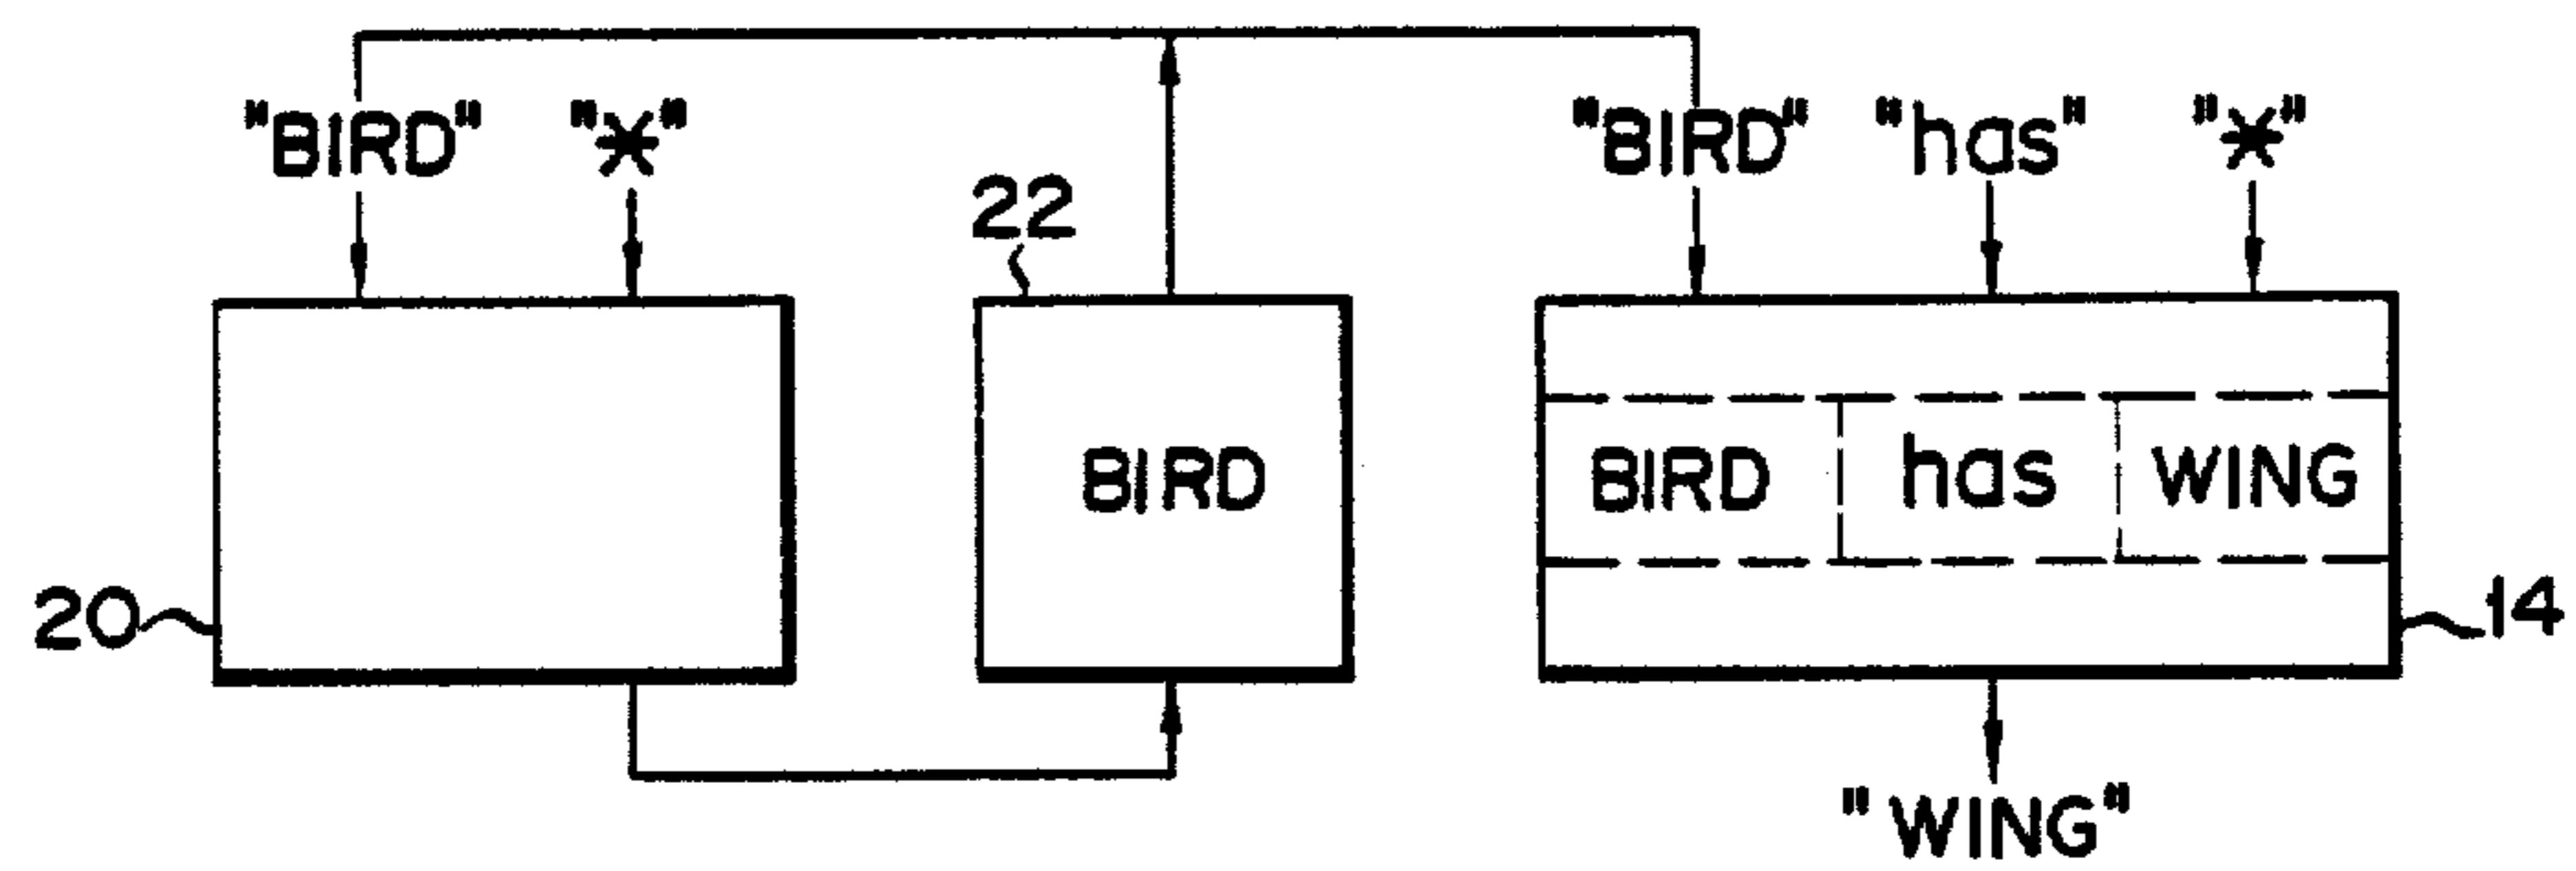 "BIRD" "*" "BIRD" "has" "*"
22
BIRD BIRD has WING
20 14
"WING"